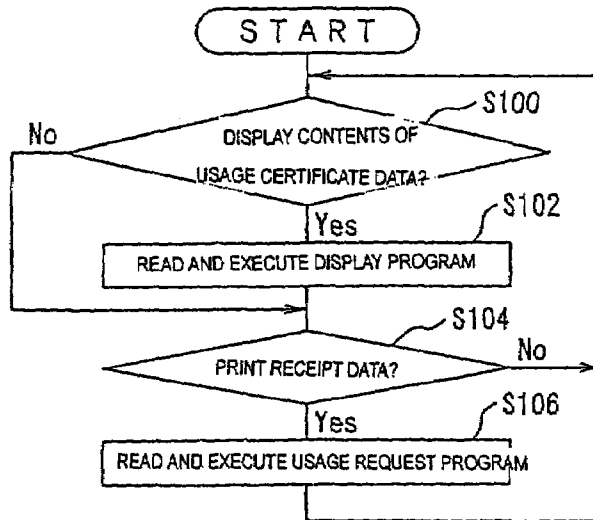 START
S100
No
DISPLAY CONTENTS OF
USAGE CERTIFICATE DATA?
Yes
S102
READ AND EXECUTE DISPLAY PROGRAM
S104
PRINT RECEIPT DATA?
No
Yes
S106
READ AND EXECUTE USAGE REQUEST PROGRAM